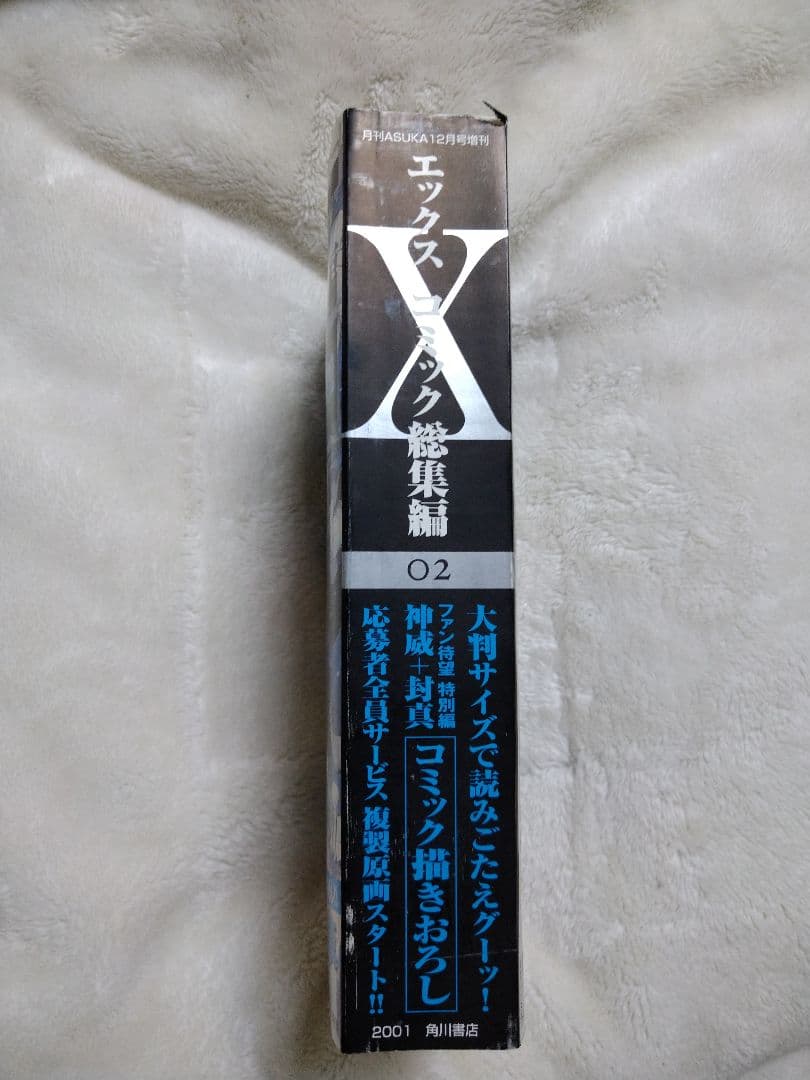 月刊ASUKA12月号増刊
X
エックス コミック 総集編
02
大判サイズで読みごたえグーッ!
ファン待望 特別編
神威+封真
コミック描きおろし
応募者全員サービス 複製原画スタート!!
2001 角川書店